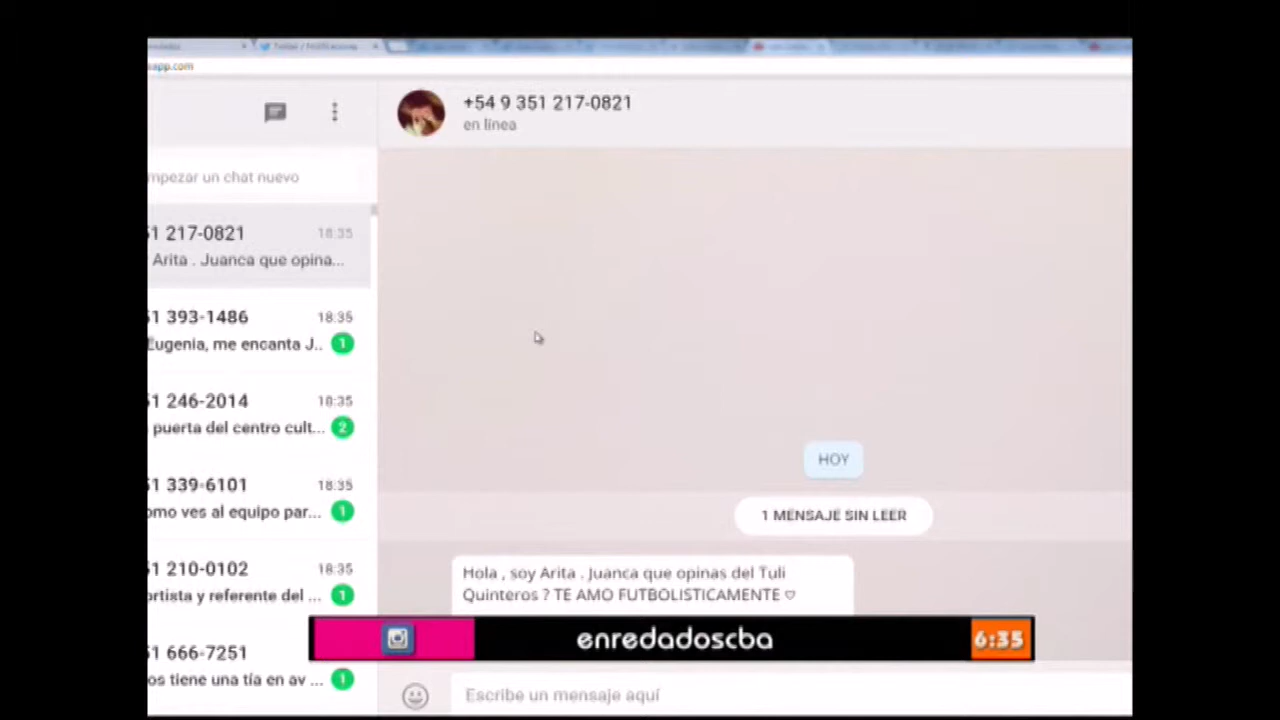 Twitter / Notificaciones
app.com
+54 9 351 217-0821
en línea
mpezar un chat nuevo
51 217-0821 18:35
Arita . Juanca que opina...
51 393-1486 18:35
Eugenia, me encanta J..
1
51 246-2014 18:35
puerta del centro cult...
2
51 339-6101 18:35
omo ves al equipo par...
1
51 210-0102 18:35
ortista y referente del ...
1
51 666-7251
os tiene una tía en av ...
1
HOY
1 MENSAJE SIN LEER
Hola , soy Arita . Juanca que opinas del Tuli
Quinteros ? TE AMO FUTBOLISTICAMENTE ♡
enredadoscba
6:35
Escribe un mensaje aquí